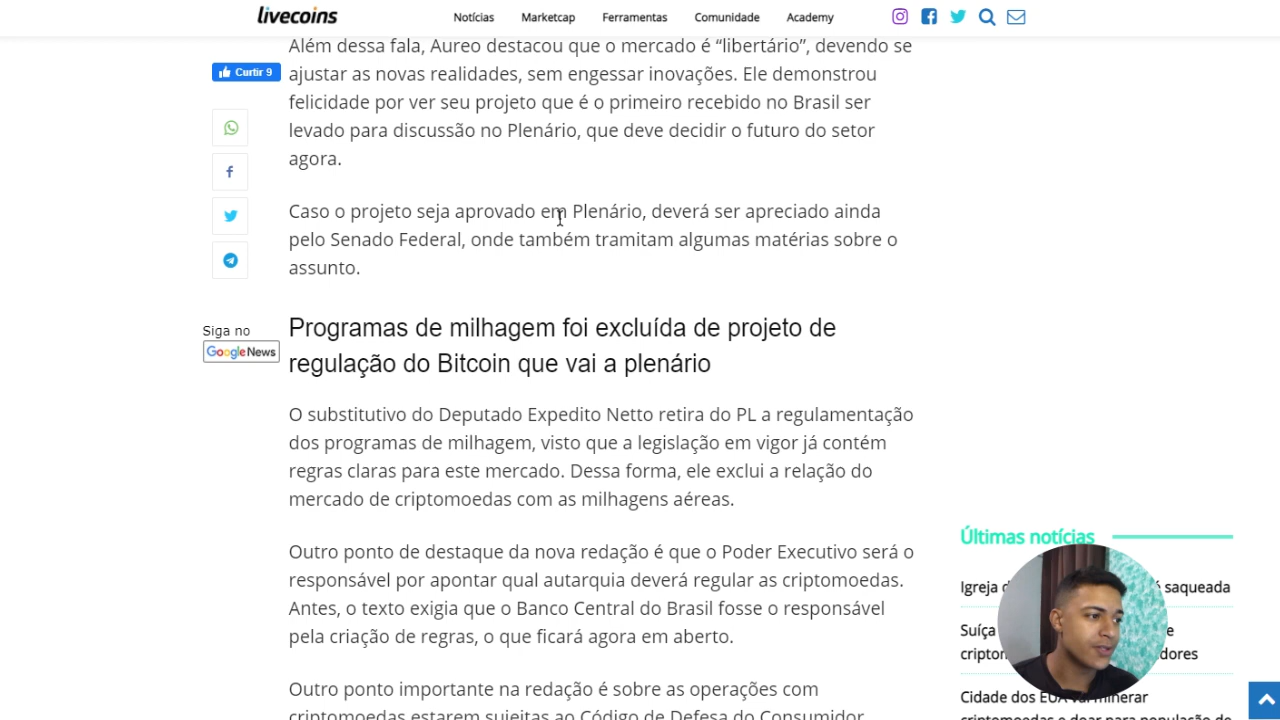 livecoins
Notícias Marketcap Ferramentas Comunidade Academy
Além dessa fala, Aureo destacou que o mercado é “libertário”, devendo se
ajustar as novas realidades, sem engessar inovações. Ele demonstrou
felicidade por ver seu projeto que é o primeiro recebido no Brasil ser
levado para discussão no Plenário, que deve decidir o futuro do setor
agora.
Curtir 9
Caso o projeto seja aprovado em Plenário, deverá ser apreciado ainda
pelo Senado Federal, onde também tramitam algumas matérias sobre o
assunto.
Siga no
Google News
Programas de milhagem foi excluída de projeto de
regulação do Bitcoin que vai a plenário
O substitutivo do Deputado Expedito Netto retira do PL a regulamentação
dos programas de milhagem, visto que a legislação em vigor já contém
regras claras para este mercado. Dessa forma, ele exclui a relação do
mercado de criptomoedas com as milhagens aéreas.
Outro ponto de destaque da nova redação é que o Poder Executivo será o
responsável por apontar qual autarquia deverá regular as criptomoedas.
Antes, o texto exigia que o Banco Central do Brasil fosse o responsável
pela criação de regras, o que ficará agora em aberto.
Outro ponto importante na redação é sobre as operações com
criptomoedas estarem sujeitas ao Código de Defesa do Consumidor
Últimas notícias
Igreja saqueada
Suíça
Cidade dos EUA minerar